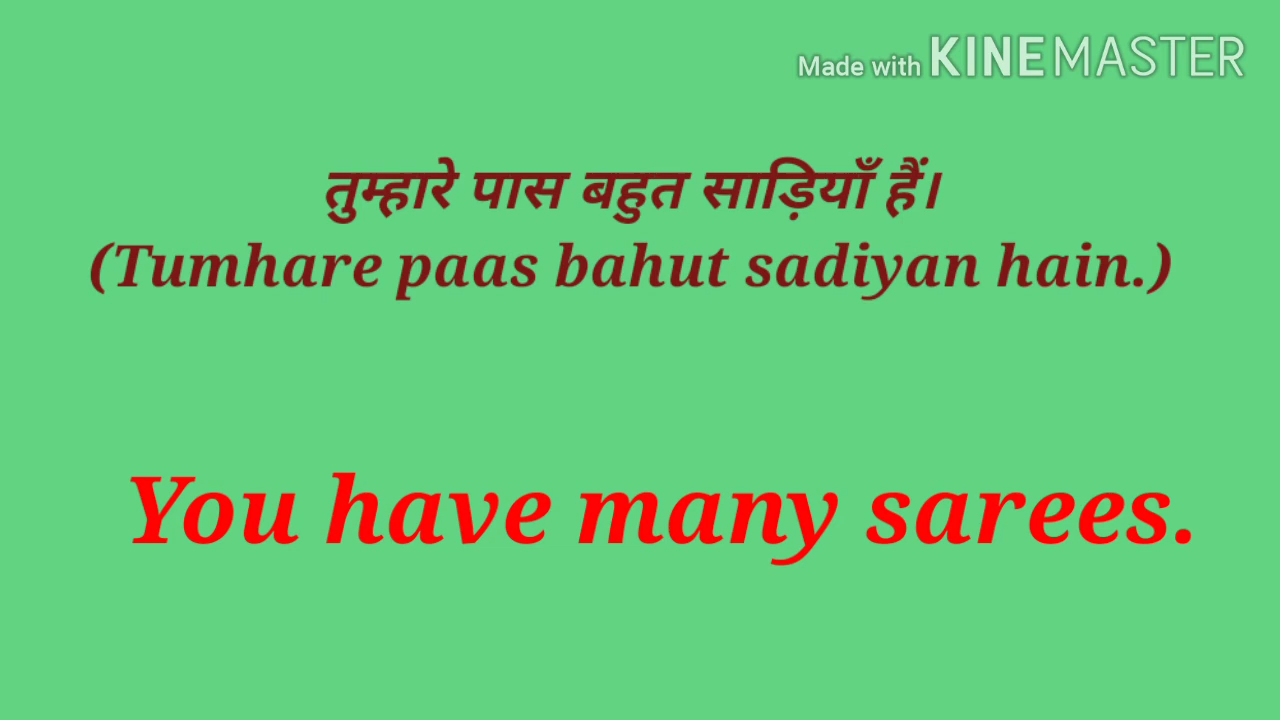 Made with KINEMASTER
तुम्हारे पास बहुत साड़ियाँ हैं।
(Tumhare paas bahut sadiyan hain.)
You have many sarees.